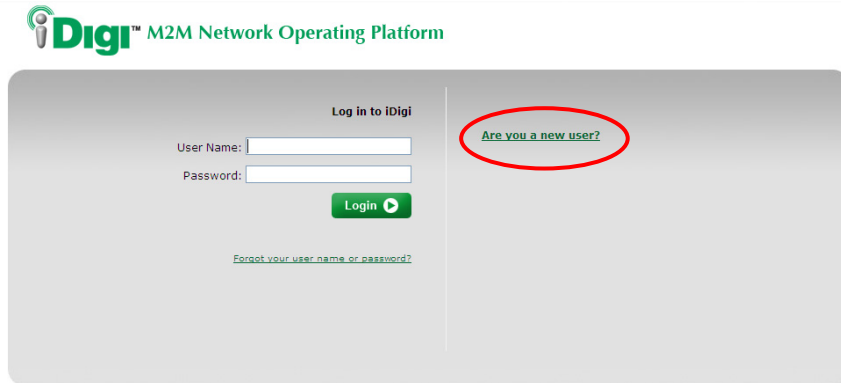 iDigi™ M2M Network Operating Platform
Log in to iDigi
User Name:
Password:
Login
Forgot your user name or password?
Are you a new user?